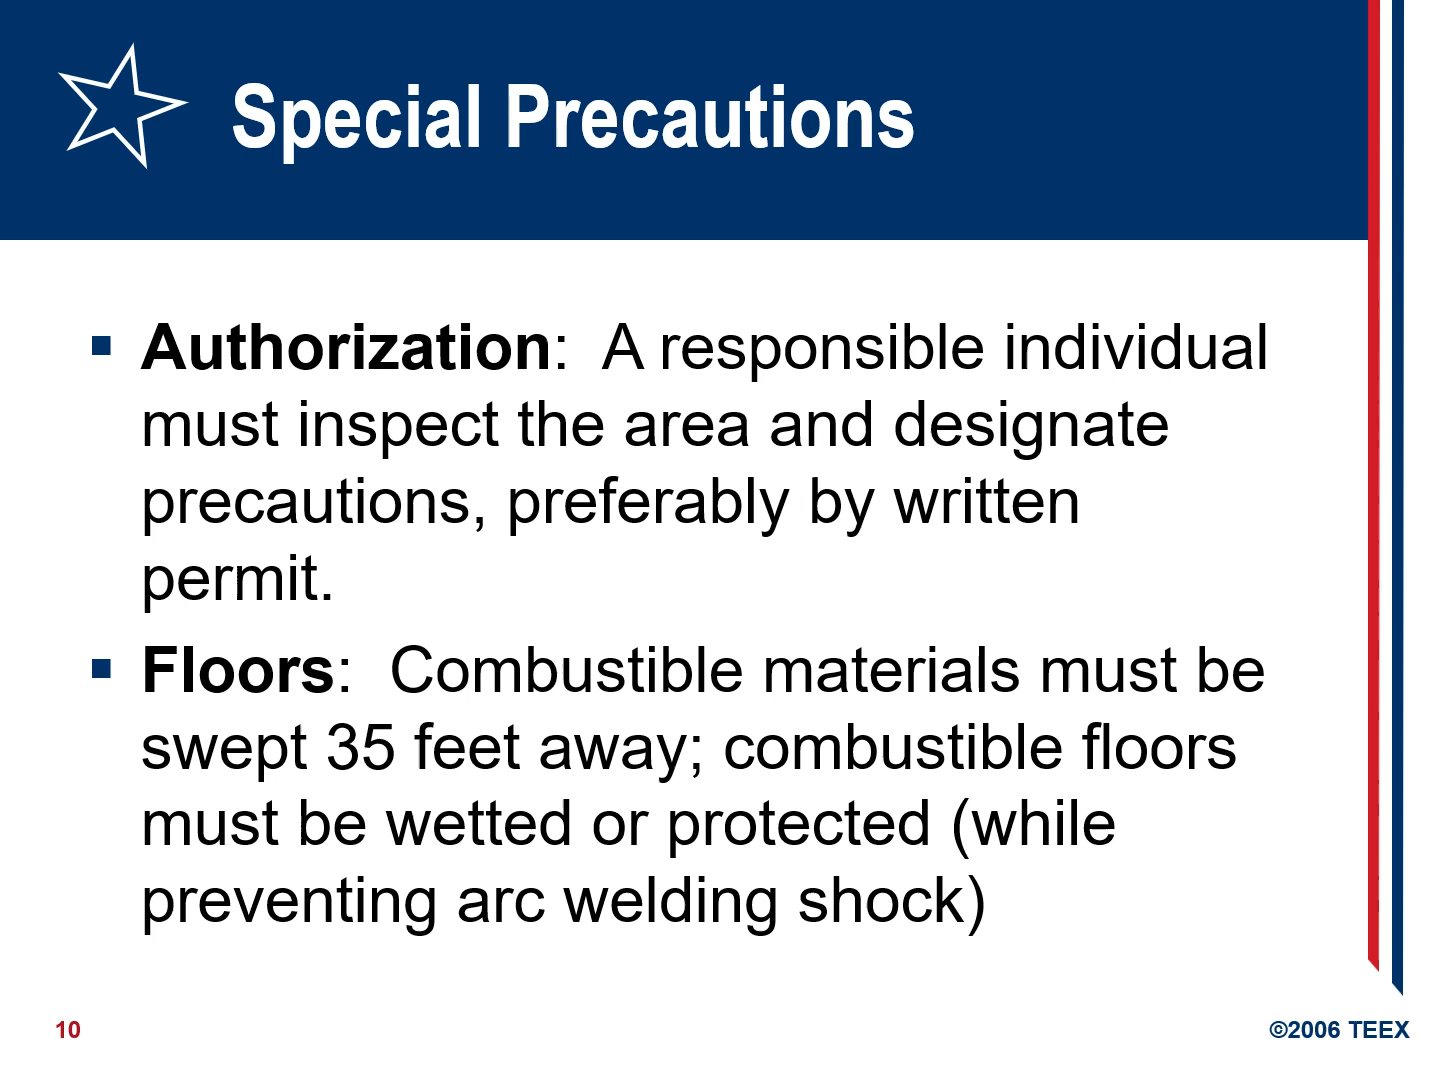 Special Precautions
▪ Authorization: A responsible individual
must inspect the area and designate
precautions, preferably by written
permit.
▪ Floors: Combustible materials must be
swept 35 feet away; combustible floors
must be wetted or protected (while
preventing arc welding shock)
10
©2006 TEEX